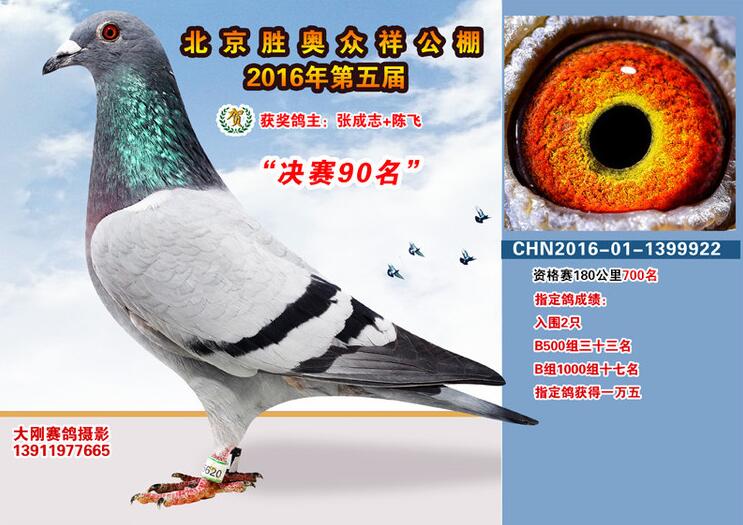 北京胜奥众祥公棚
2016年第五届
贺
获奖鸽主：张成志+陈飞
“决赛90名”
CHN2016-01-1399922
资格赛180公里700名
指定鸽成绩：
入围2只
B500组三十三名
B组1000组十七名
指定鸽获得一万五
大刚赛鸽摄影
13911977665
620